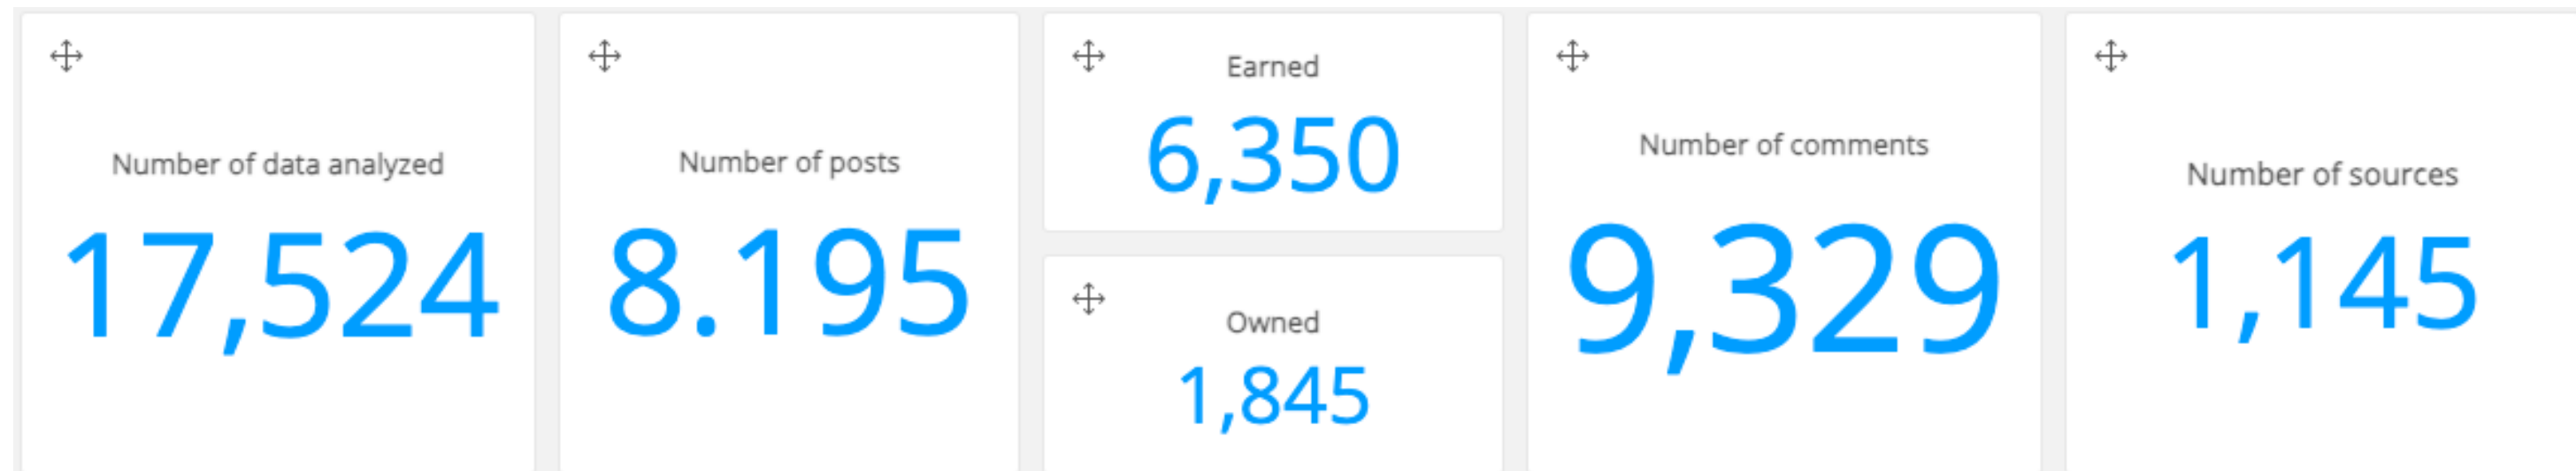 Number of data analyzed
17,524
Number of posts
8.195
Earned
6,350
Owned
1,845
Number of comments
9,329
Number of sources
1,145